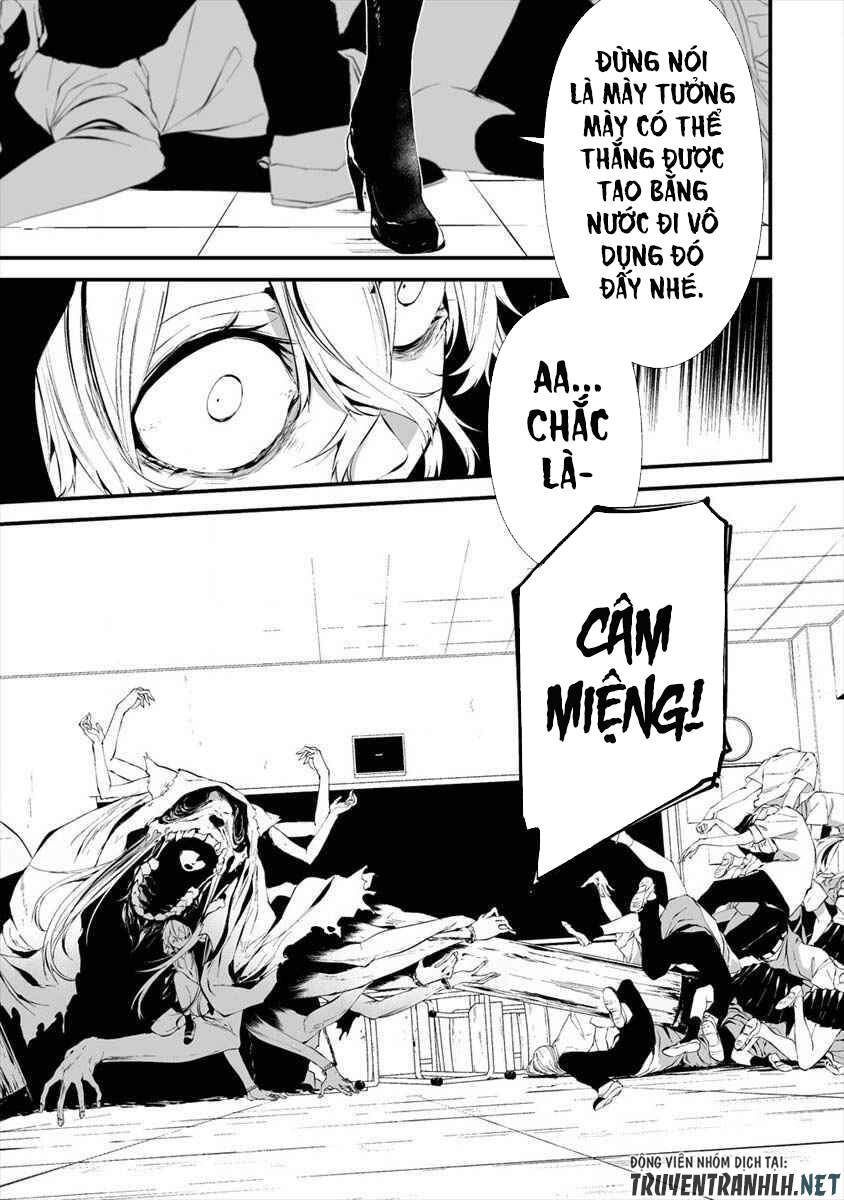 ĐỪNG NÓI
LÀ MÀY TƯỞNG
MÀY CÓ THỂ
THẮNG ĐƯỢC
TAO BẰNG
NƯỚC ĐI VÔ
DỤNG ĐÓ
ĐẤY NHÉ.
AA...
CHẮC
LÀ-
CÂM
MIỆNG!
ĐỘNG VIÊN NHÓM DỊCH TẠI:
TRUYENTRANHLH.NET